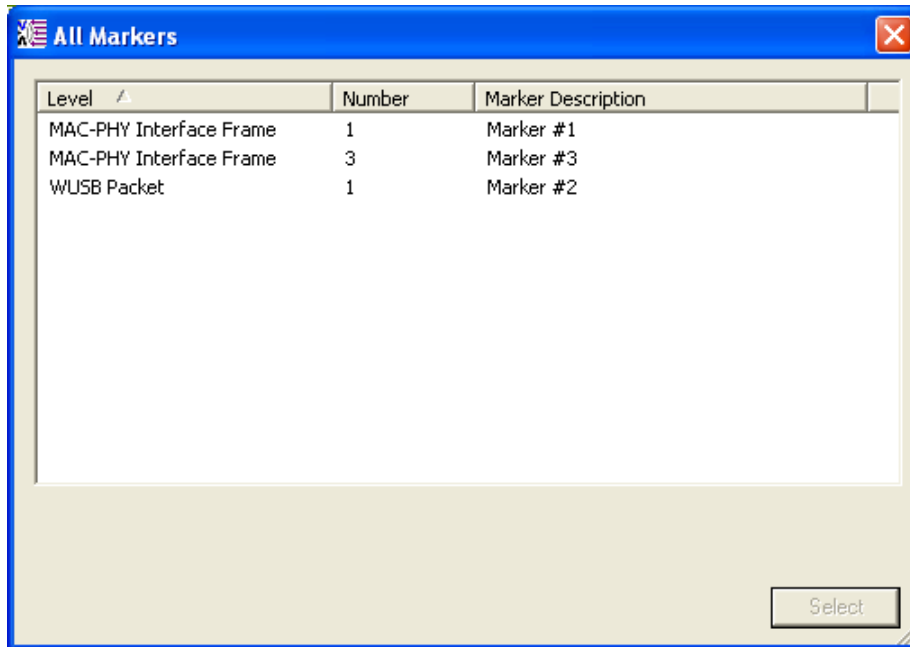 All Markers
Level Number Marker Description
MAC-PHY Interface Frame 1 Marker #1
MAC-PHY Interface Frame 3 Marker #3
WUSB Packet 1 Marker #2
Select